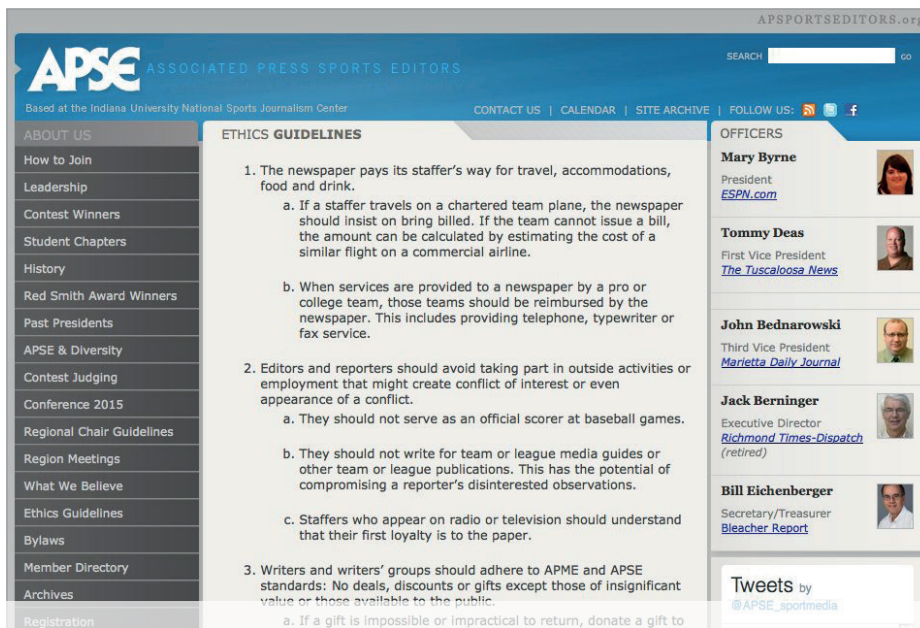 APSPORTSEDITORS.org
APSE ASSOCIATED PRESS SPORTS EDITORS
SEARCH GO
Based at the Indiana University National Sports Journalism Center
CONTACT US | CALENDAR | SITE ARCHIVE | FOLLOW US:
ABOUT US
How to Join
Leadership
Contest Winners
Student Chapters
History
Red Smith Award Winners
Past Presidents
APSE & Diversity
Contest Judging
Conference 2015
Regional Chair Guidelines
Region Meetings
What We Believe
Ethics Guidelines
Bylaws
Member Directory
Archives
Registration
ETHICS GUIDELINES
1. The newspaper pays its staffer's way for travel, accommodations,
food and drink.
a. If a staffer travels on a chartered team plane, the newspaper
should insist on bring billed. If the team cannot issue a bill,
the amount can be calculated by estimating the cost of a
similar flight on a commercial airline.
b. When services are provided to a newspaper by a pro or
college team, those teams should be reimbursed by the
newspaper. This includes providing telephone, typewriter or
fax service.
2. Editors and reporters should avoid taking part in outside activities or
employment that might create conflict of interest or even
appearance of a conflict.
a. They should not serve as an official scorer at baseball games.
b. They should not write for team or league media guides or
other team or league publications. This has the potential of
compromising a reporter's disinterested observations.
c. Staffers who appear on radio or television should understand
that their first loyalty is to the paper.
3. Writers and writers' groups should adhere to APME and APSE
standards: No deals, discounts or gifts except those of insignificant
value or those available to the public.
a. If a gift is impossible or impractical to return, donate a gift to
OFFICERS
Mary Byrne
President
ESPN.com
Tommy Deas
First Vice President
The Tuscaloosa News
John Bednarowski
Third Vice President
Marietta Daily Journal
Jack Berninger
Executive Director
Richmond Times-Dispatch
(retired)
Bill Eichenberger
Secretary/Treasurer
Bleacher Report
Tweets by
@APSE_sportmedia